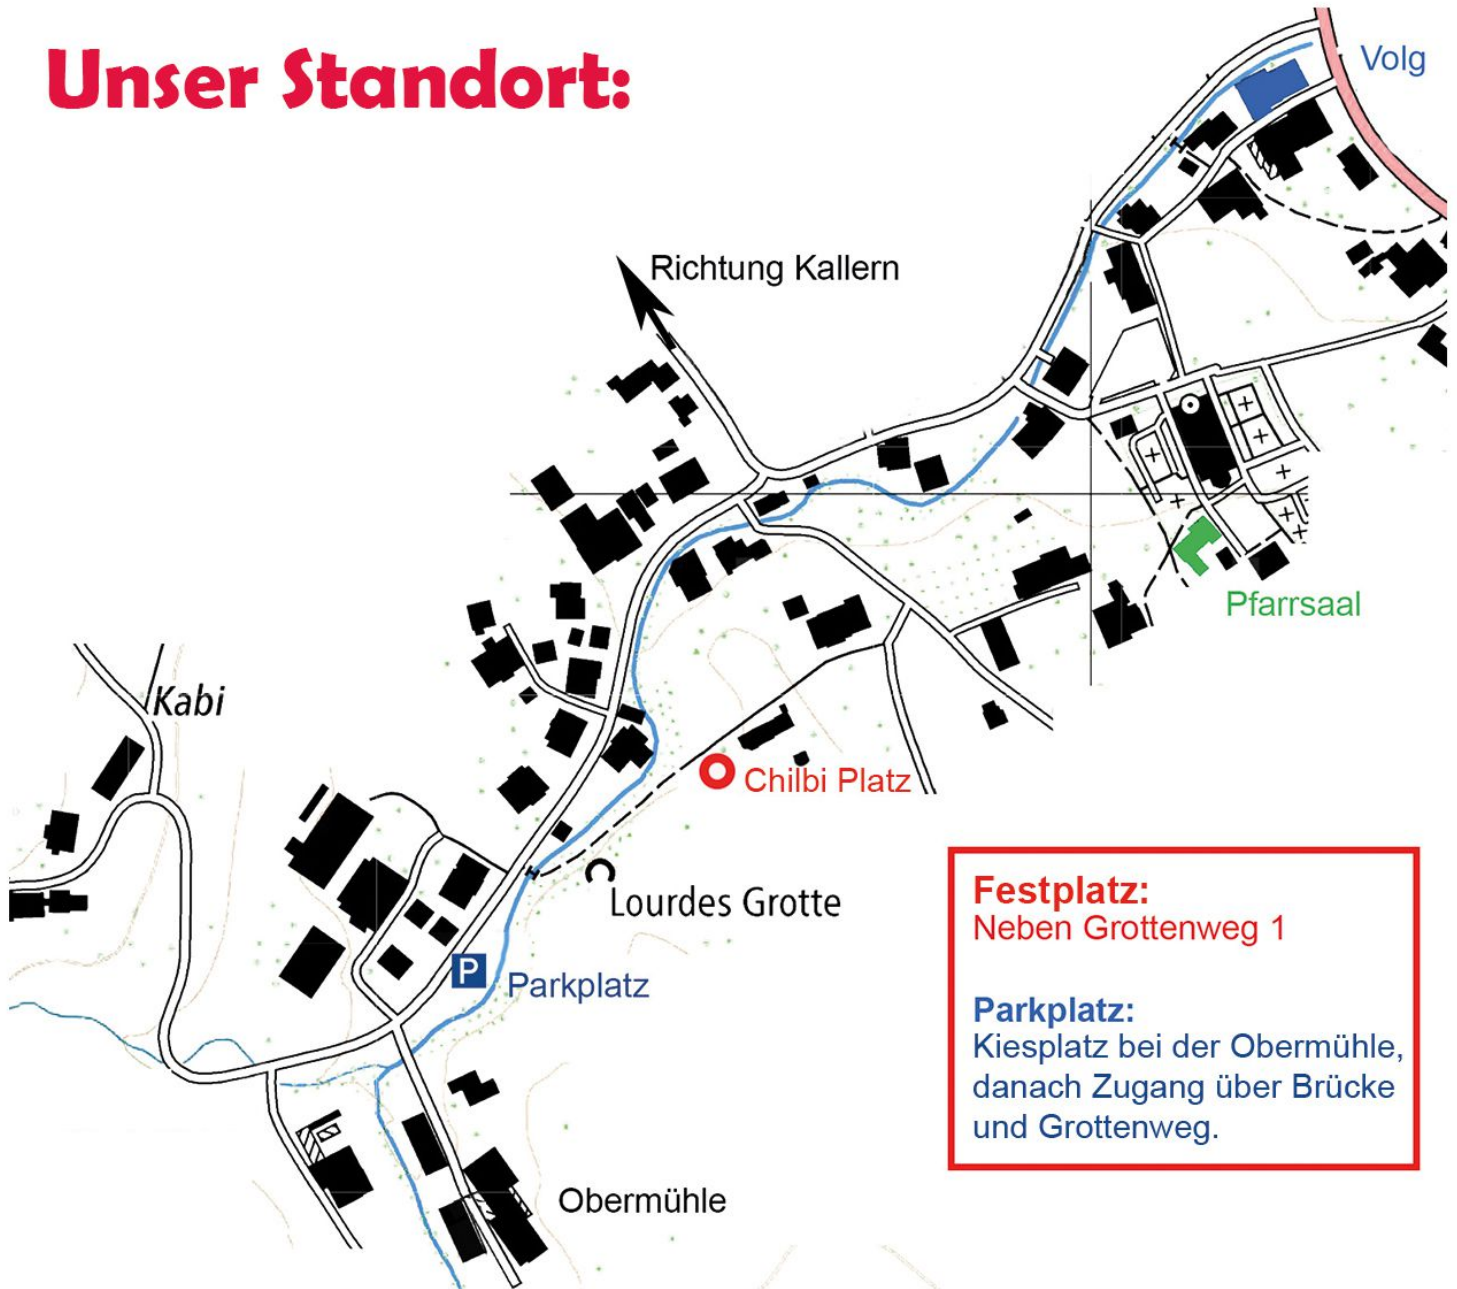 Unser Standort:
Volg
Richtung Kallern
Pfarrsaal
Kabi
Chilbi Platz
Lourdes Grotte
P
Parkplatz
Obermühle
Festplatz:
Neben Grottenweg 1
Parkplatz:
Kiesplatz bei der Obermühle,
danach Zugang über Brücke
und Grottenweg.